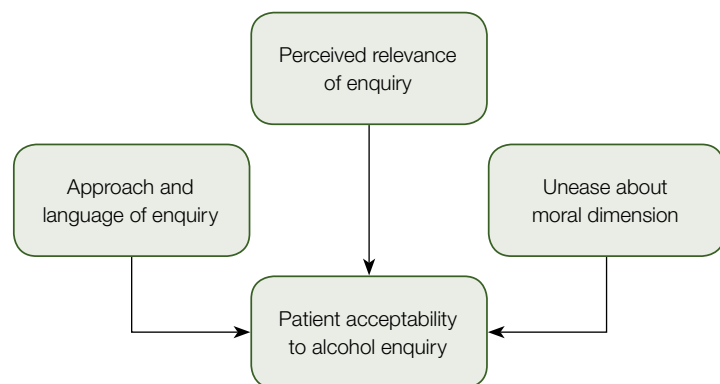 Perceived relevance
of enquiry
Approach and
language of enquiry
Unease about
moral dimension
Patient acceptability
to alcohol enquiry